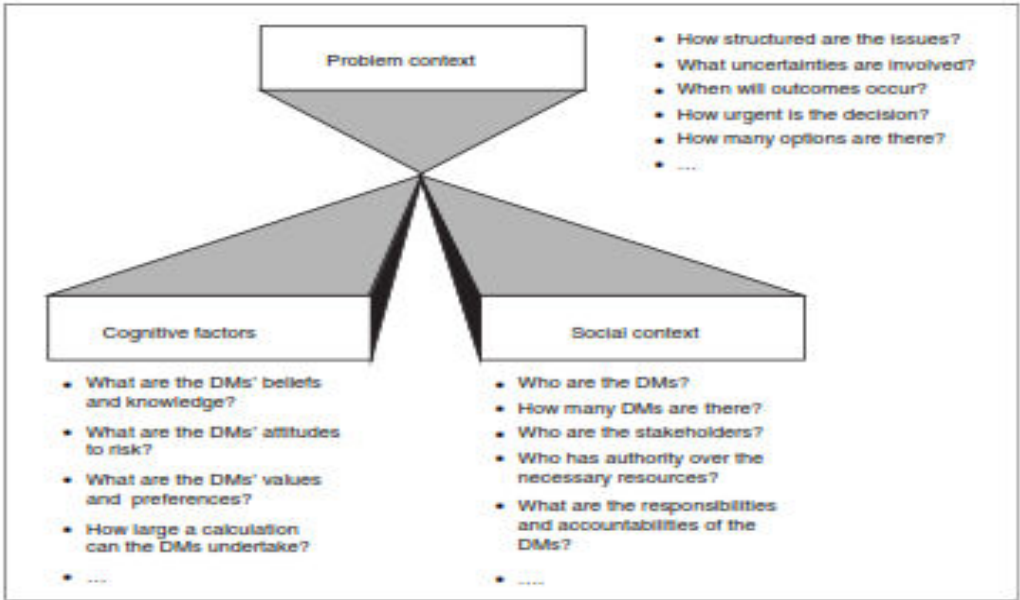 Problem context
• How structured are the issues?
• What uncertainties are involved?
• When will outcomes occur?
• How urgent is the decision?
• How many options are there?
• ....
Cognitive factors
• What are the DMs' beliefs
and knowledge?
• What are the DMs' attitudes
to risk?
• What are the DMs' values
and preferences?
• How large a calculation
can the DMs undertake?
• ....
Social context
• Who are the DMs?
• How many DMs are there?
• Who are the stakeholders?
• Who has authority over the
necessary resources?
• What are the responsibilities
and accountabilities of the
DMs?
• .....